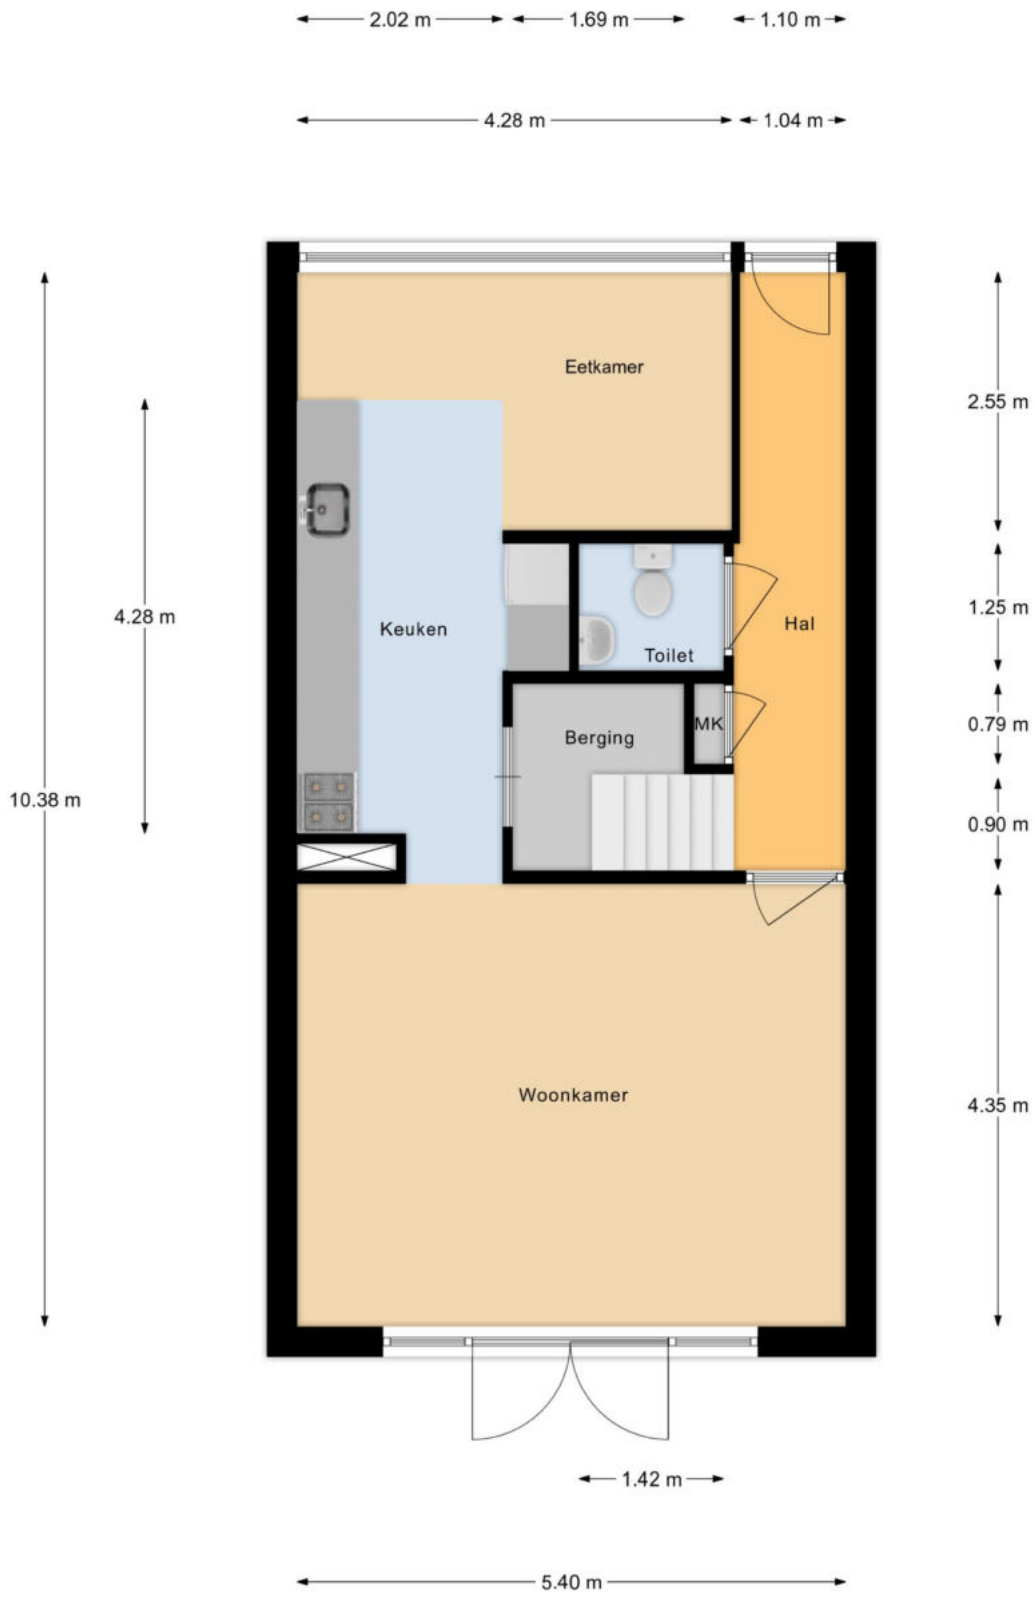 2.02 m 1.69 m 1.10 m
4.28 m 1.04 m
Eetkamer
2.55 m
4.28 m
Keuken
Hal
1.25 m
Toilet
MK
0.79 m
Berging
10.38 m
0.90 m
Woonkamer
4.35 m
1.42 m
5.40 m